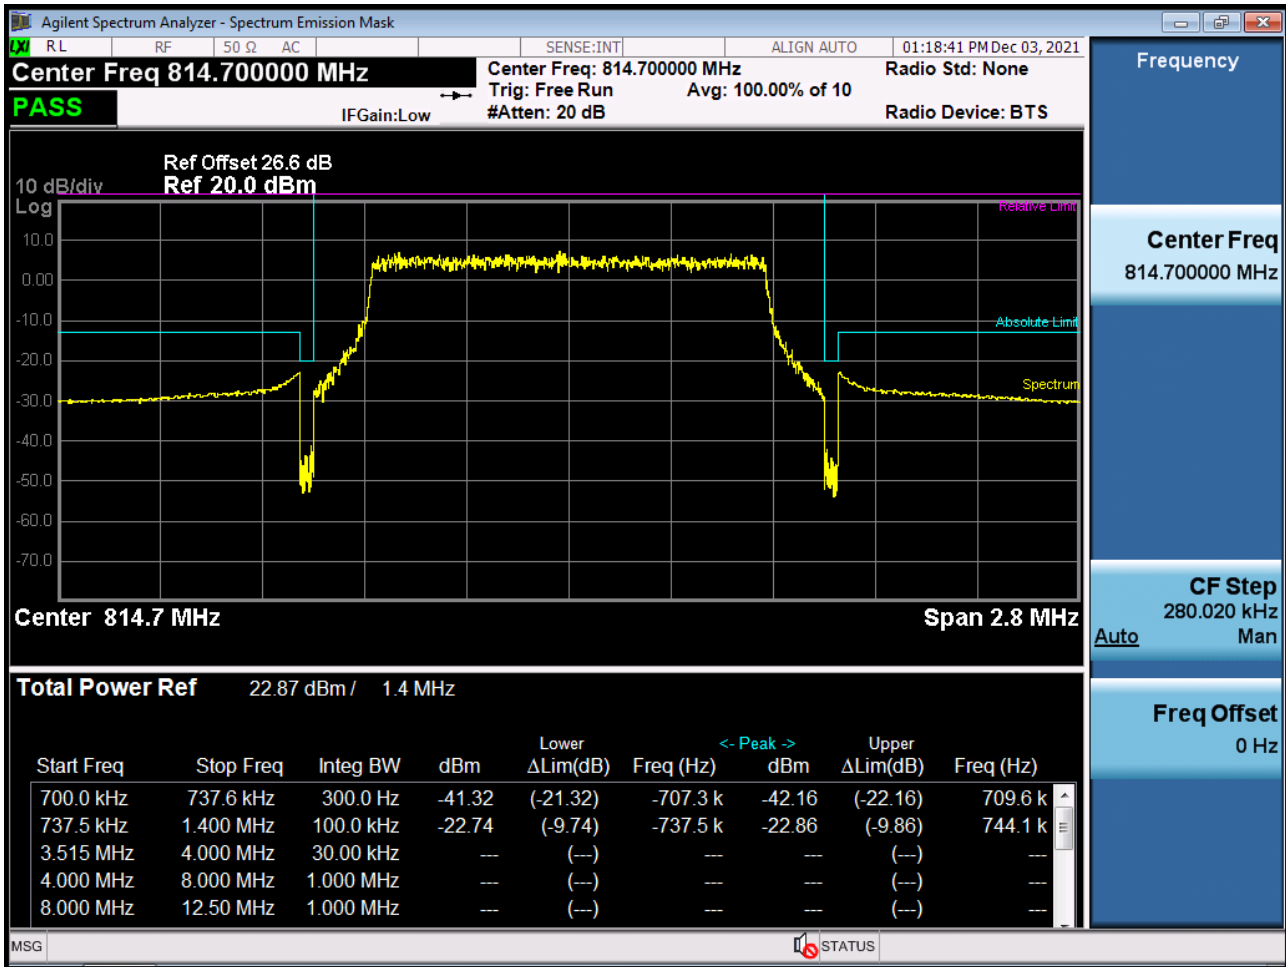 Agilent Spectrum Analyzer - Spectrum Emission Mask
LXI RL RF 50 Ω AC SENSE:INT ALIGN AUTO 01:18:41 PM Dec 03, 2021
Center Freq 814.700000 MHz Center Freq: 814.700000 MHz Radio Std: None
Trig: Free Run Avg: 100.00% of 10
PASS IFGain:Low #Atten: 20 dB Radio Device: BTS
Ref Offset 26.6 dB
10 dB/div Ref 20.0 dBm
Log
Relative Limit
10.0
0.00
-10.0
Absolute Limit
-20.0
Spectrum
-30.0
-40.0
-50.0
-60.0
-70.0
Center 814.7 MHz Span 2.8 MHz
Total Power Ref 22.87 dBm / 1.4 MHz
Lower <- Peak -> Upper
Start Freq Stop Freq Integ BW dBm ΔLim(dB) Freq (Hz) dBm ΔLim(dB) Freq (Hz)
700.0 kHz 737.6 kHz 300.0 Hz -41.32 (-21.32) -707.3 k -42.16 (-22.16) 709.6 k
737.5 kHz 1.400 MHz 100.0 kHz -22.74 (-9.74) -737.5 k -22.86 (-9.86) 744.1 k
3.515 MHz 4.000 MHz 30.00 kHz --- (---) --- --- (---) ---
4.000 MHz 8.000 MHz 1.000 MHz --- (---) --- --- (---) ---
8.000 MHz 12.50 MHz 1.000 MHz --- (---) --- --- (---) ---
MSG STATUS
Frequency
Center Freq
814.700000 MHz
CF Step
280.020 kHz
Auto Man
Freq Offset
0 Hz